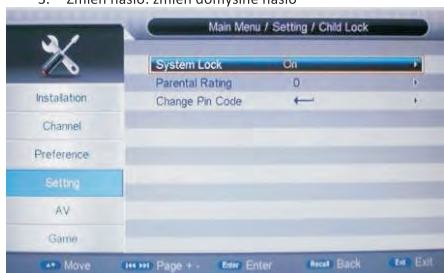 3. Zmień hasło: zmień domyślne hasło
Main Menu / Setting / Child Lock
System Lock On
Parental Rating 0
Change Pin Code
Installation
Channel
Preference
Setting
AV
Game
Move Page + - Enter Enter Recall Back Exit Exit